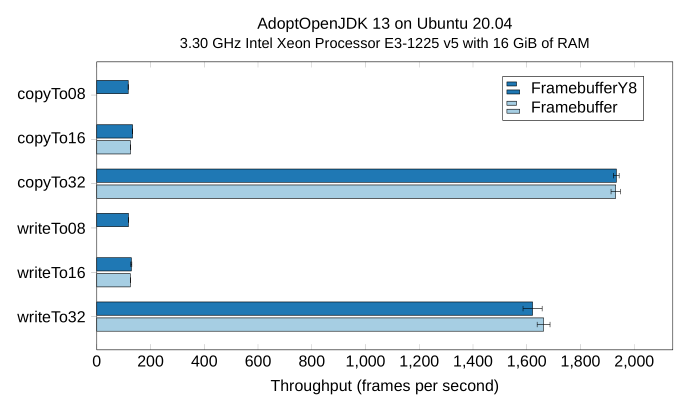 AdoptOpenJDK 13 on Ubuntu 20.04
3.30 GHz Intel Xeon Processor E3-1225 v5 with 16 GiB of RAM
FramebufferY8
Framebuffer
copyTo08
copyTo16
copyTo32
writeTo08
writeTo16
writeTo32
0 200 400 600 800 1,000 1,200 1,400 1,600 1,800 2,000
Throughput (frames per second)